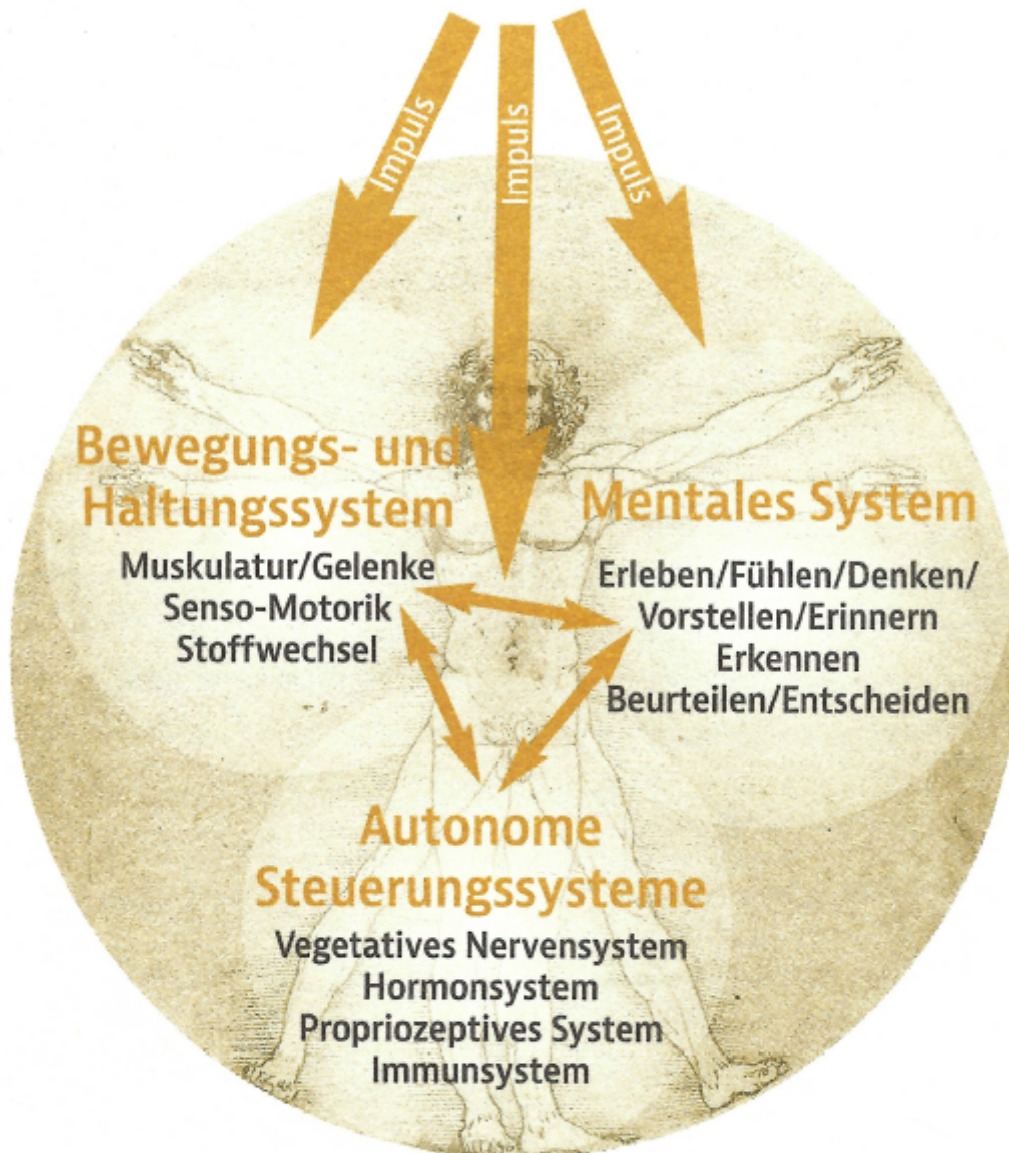 Impuls
Impuls
Impuls
Bewegungs- und
Haltungssystem
Muskulatur/Gelenke
Senso-Motorik
Stoffwechsel
Mentales System
Erleben/Fühlen/Denken/
Vorstellen/Erinnern
Erkennen
Beurteilen/Entscheiden
Autonome
Steuerungssysteme
Vegetatives Nervensystem
Hormonsystem
Propriozeptives System
Immunsystem